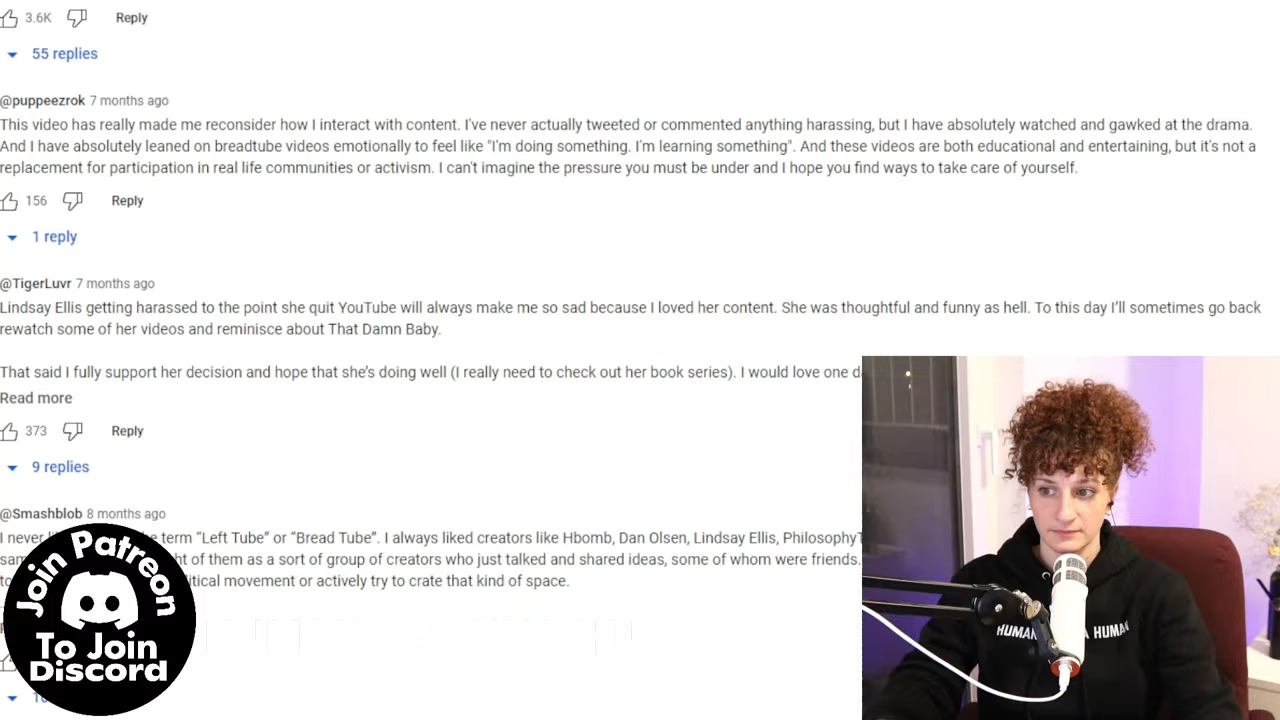 3.6K Reply
55 replies
@puppeezrok 7 months ago
This video has really made me reconsider how I interact with content. I've never actually tweeted or commented anything harassing, but I have absolutely watched and gawked at the drama.
And I have absolutely leaned on breadtube videos emotionally to feel like "I'm doing something. I'm learning something". And these videos are both educational and entertaining, but it's not a
replacement for participation in real life communities or activism. I can't imagine the pressure you must be under and I hope you find ways to take care of yourself.
156 Reply
1 reply
@TigerLuvr 7 months ago
Lindsay Ellis getting harassed to the point she quit YouTube will always make me so sad because I loved her content. She was thoughtful and funny as hell. To this day I'll sometimes go back
rewatch some of her videos and reminisce about That Damn Baby.
That said I fully support her decision and hope that she's doing well (I really need to check out her book series). I would love one
Read more
373 Reply
9 replies
@Smashblob 8 months ago
I never term "Left Tube" or "Bread Tube". I always liked creators like Hbomb, Dan Olsen, Lindsay Ellis,
of them as a sort of group of creators who just talked and shared ideas, some of whom were friends.
movement or actively try to crate that kind of space.
Join Patreon
To Join
Discord
HUMAN HUMAN